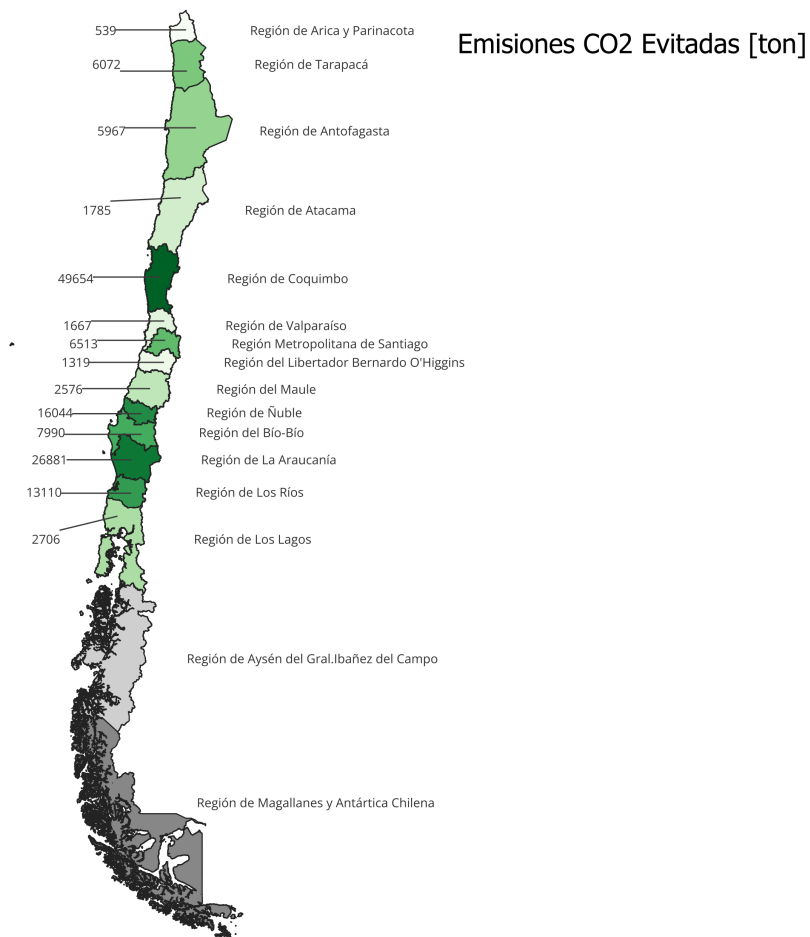 Emisiones CO2 Evitadas [ton]
539 Región de Arica y Parinacota
6072 Región de Tarapacá
5967 Región de Antofagasta
1785 Región de Atacama
49654 Región de Coquimbo
1667 Región de Valparaíso
6513 Región Metropolitana de Santiago
1319 Región del Libertador Bernardo O'Higgins
2576 Región del Maule
16044 Región de Ñuble
7990 Región del Bío-Bío
26881 Región de La Araucanía
13110 Región de Los Ríos
2706 Región de Los Lagos
Región de Aysén del Gral.Ibañez del Campo
Región de Magallanes y Antártica Chilena